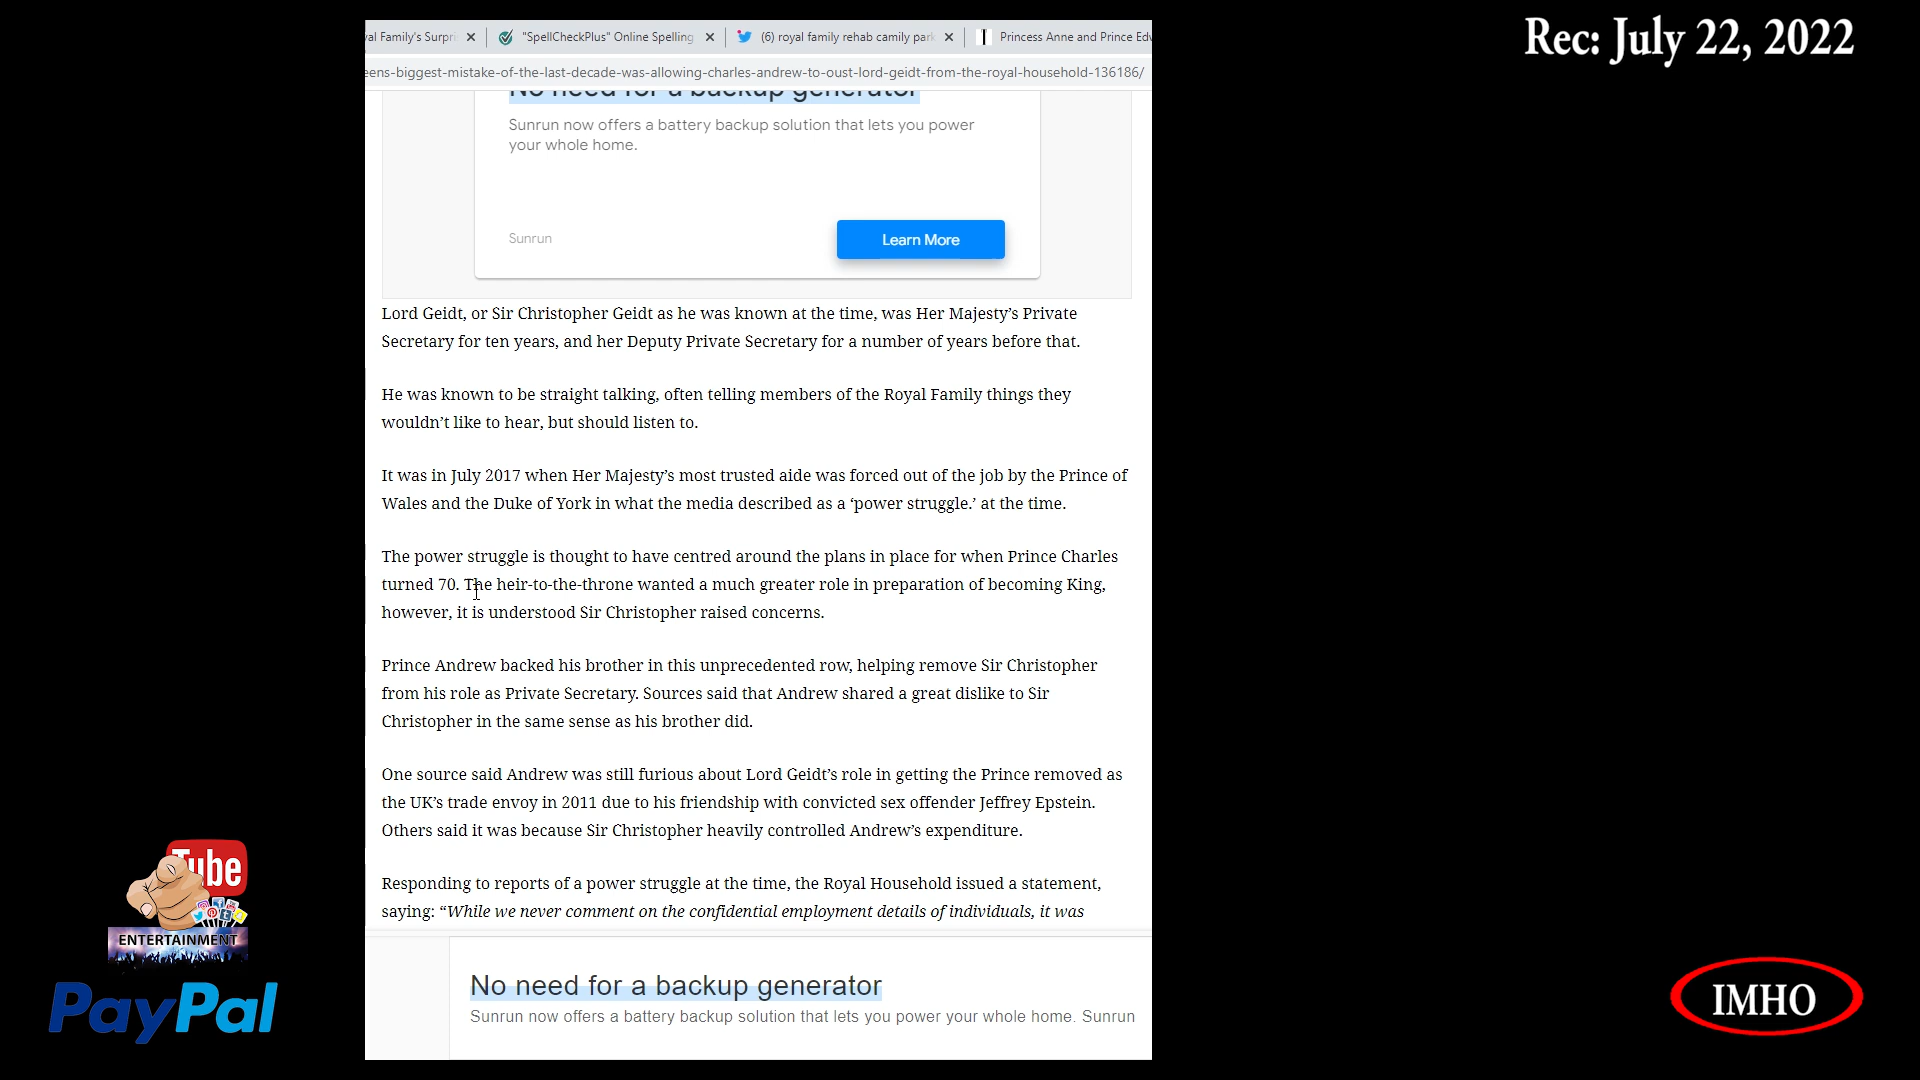 Rec: July 22, 2022
al Family's Surpri
"SpellCheckPlus" Online Spelling
(6) royal family rehab camily park
Princess Anne and Prince Edv
eens-biggest-mistake-of-the-last-decade-was-allowing-charles-andrew-to-oust-lord-geidt-from-the-royal-household-136186/
No need for a backup generator
Sunrun now offers a battery backup solution that lets you power
your whole home.
Sunrun
Learn More
Lord Geidt, or Sir Christopher Geidt as he was known at the time, was Her Majesty’s Private
Secretary for ten years, and her Deputy Private Secretary for a number of years before that.
He was known to be straight talking, often telling members of the Royal Family things they
wouldn’t like to hear, but should listen to.
It was in July 2017 when Her Majesty’s most trusted aide was forced out of the job by the Prince of
Wales and the Duke of York in what the media described as a ‘power struggle.’ at the time.
The power struggle is thought to have centred around the plans in place for when Prince Charles
turned 70. The heir-to-the-throne wanted a much greater role in preparation of becoming King,
however, it is understood Sir Christopher raised concerns.
Prince Andrew backed his brother in this unprecedented row, helping remove Sir Christopher
from his role as Private Secretary. Sources said that Andrew shared a great dislike to Sir
Christopher in the same sense as his brother did.
One source said Andrew was still furious about Lord Geidt’s role in getting the Prince removed as
the UK’s trade envoy in 2011 due to his friendship with convicted sex offender Jeffrey Epstein.
Others said it was because Sir Christopher heavily controlled Andrew’s expenditure.
Responding to reports of a power struggle at the time, the Royal Household issued a statement,
saying: “While we never comment on the confidential employment details of individuals, it was
No need for a backup generator
Sunrun now offers a battery backup solution that lets you power your whole home. Sunrun
Tube
ENTERTAINMENT
PayPal
IMHO